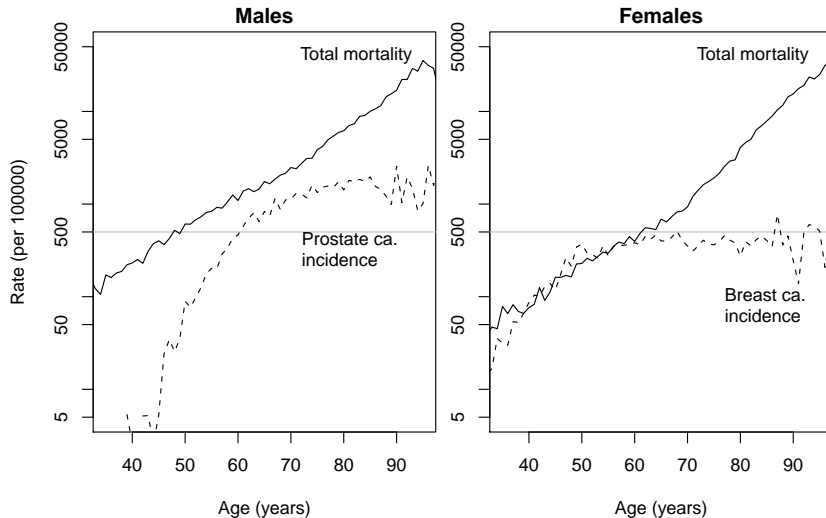 Males
Females
Total mortality
Total mortality
Prostate ca.
incidence
Breast ca.
incidence
Rate (per 100000)
50000
5000
500
50
5
50000
5000
500
50
5
40 50 60 70 80 90
40 50 60 70 80 90
Age (years)
Age (years)